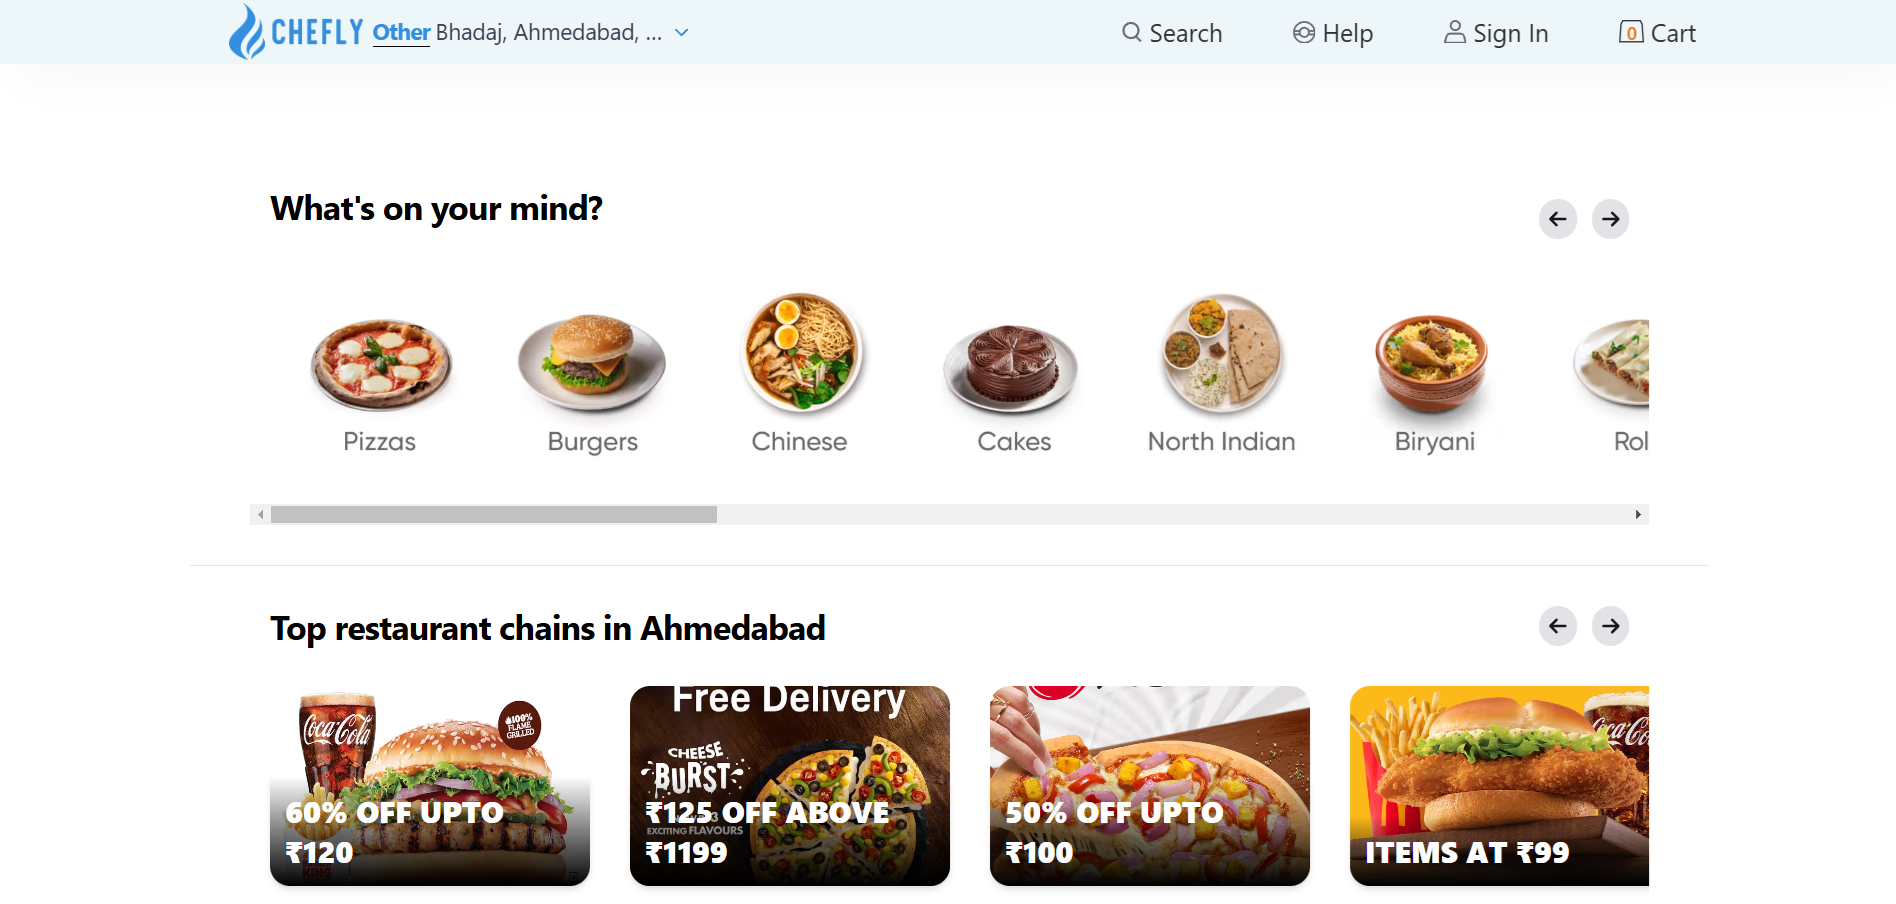 CHEFLY Other Bhadaj, Ahmedabad, ... Search Help Sign In 0 Cart
What's on your mind?
Pizzas Burgers Chinese Cakes North Indian Biryani Rol
Top restaurant chains in Ahmedabad
Coca-Cola
100%
FLAME
GRILLED
60% OFF UPTO
₹120
KING
Free Delivery
CHEESE
BURST
EXCITING FLAVOURS
₹125 OFF ABOVE
₹1199
50% OFF UPTO
₹100
Coca-Co
ITEMS AT ₹99